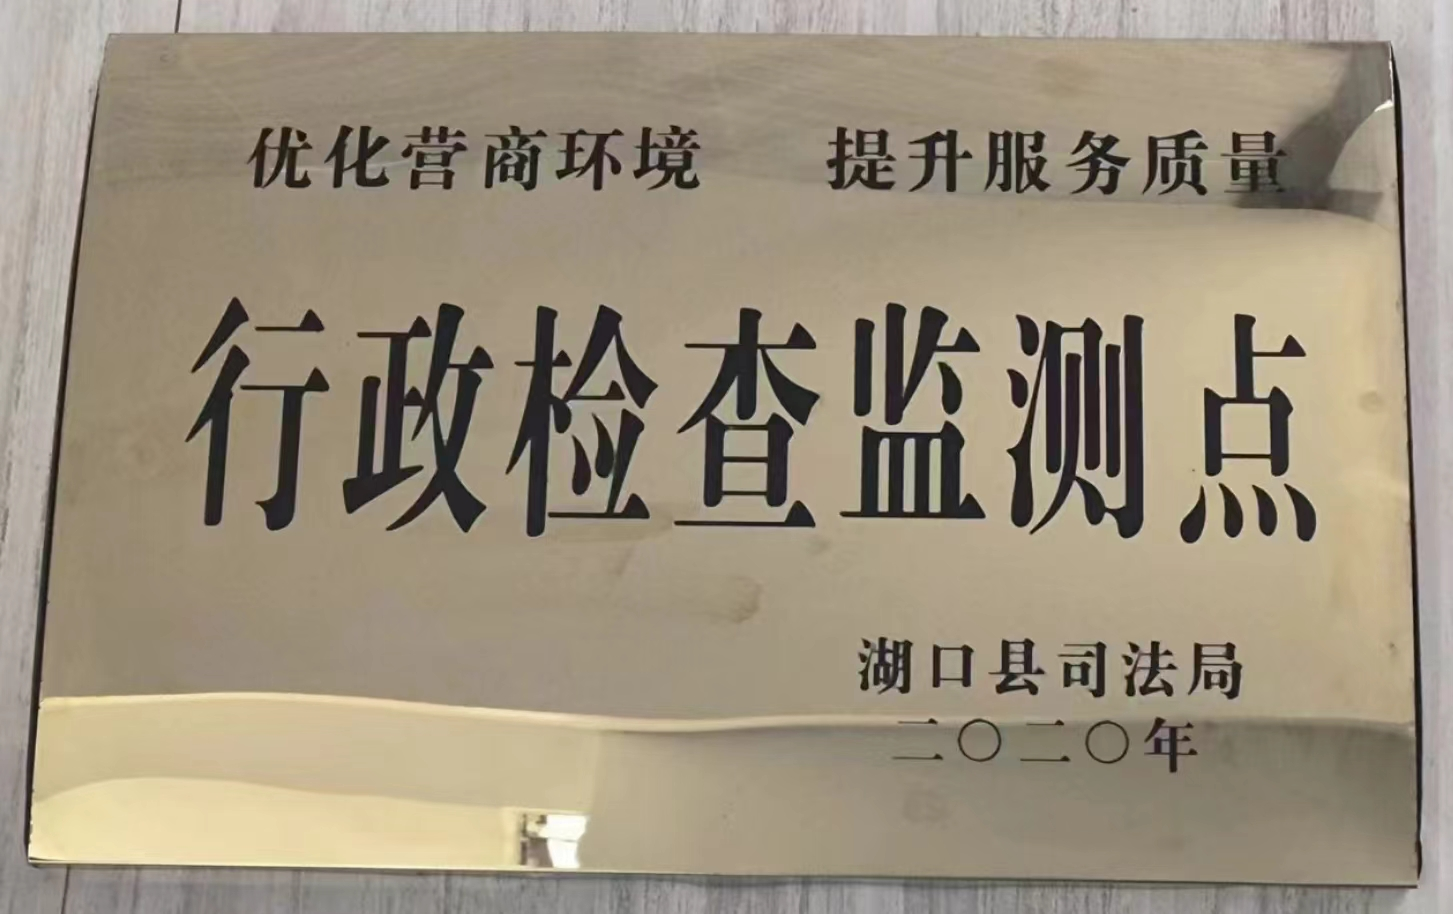 优化营商环境 提升服务质量
行政检查监测点
湖口县司法局
二〇二〇年